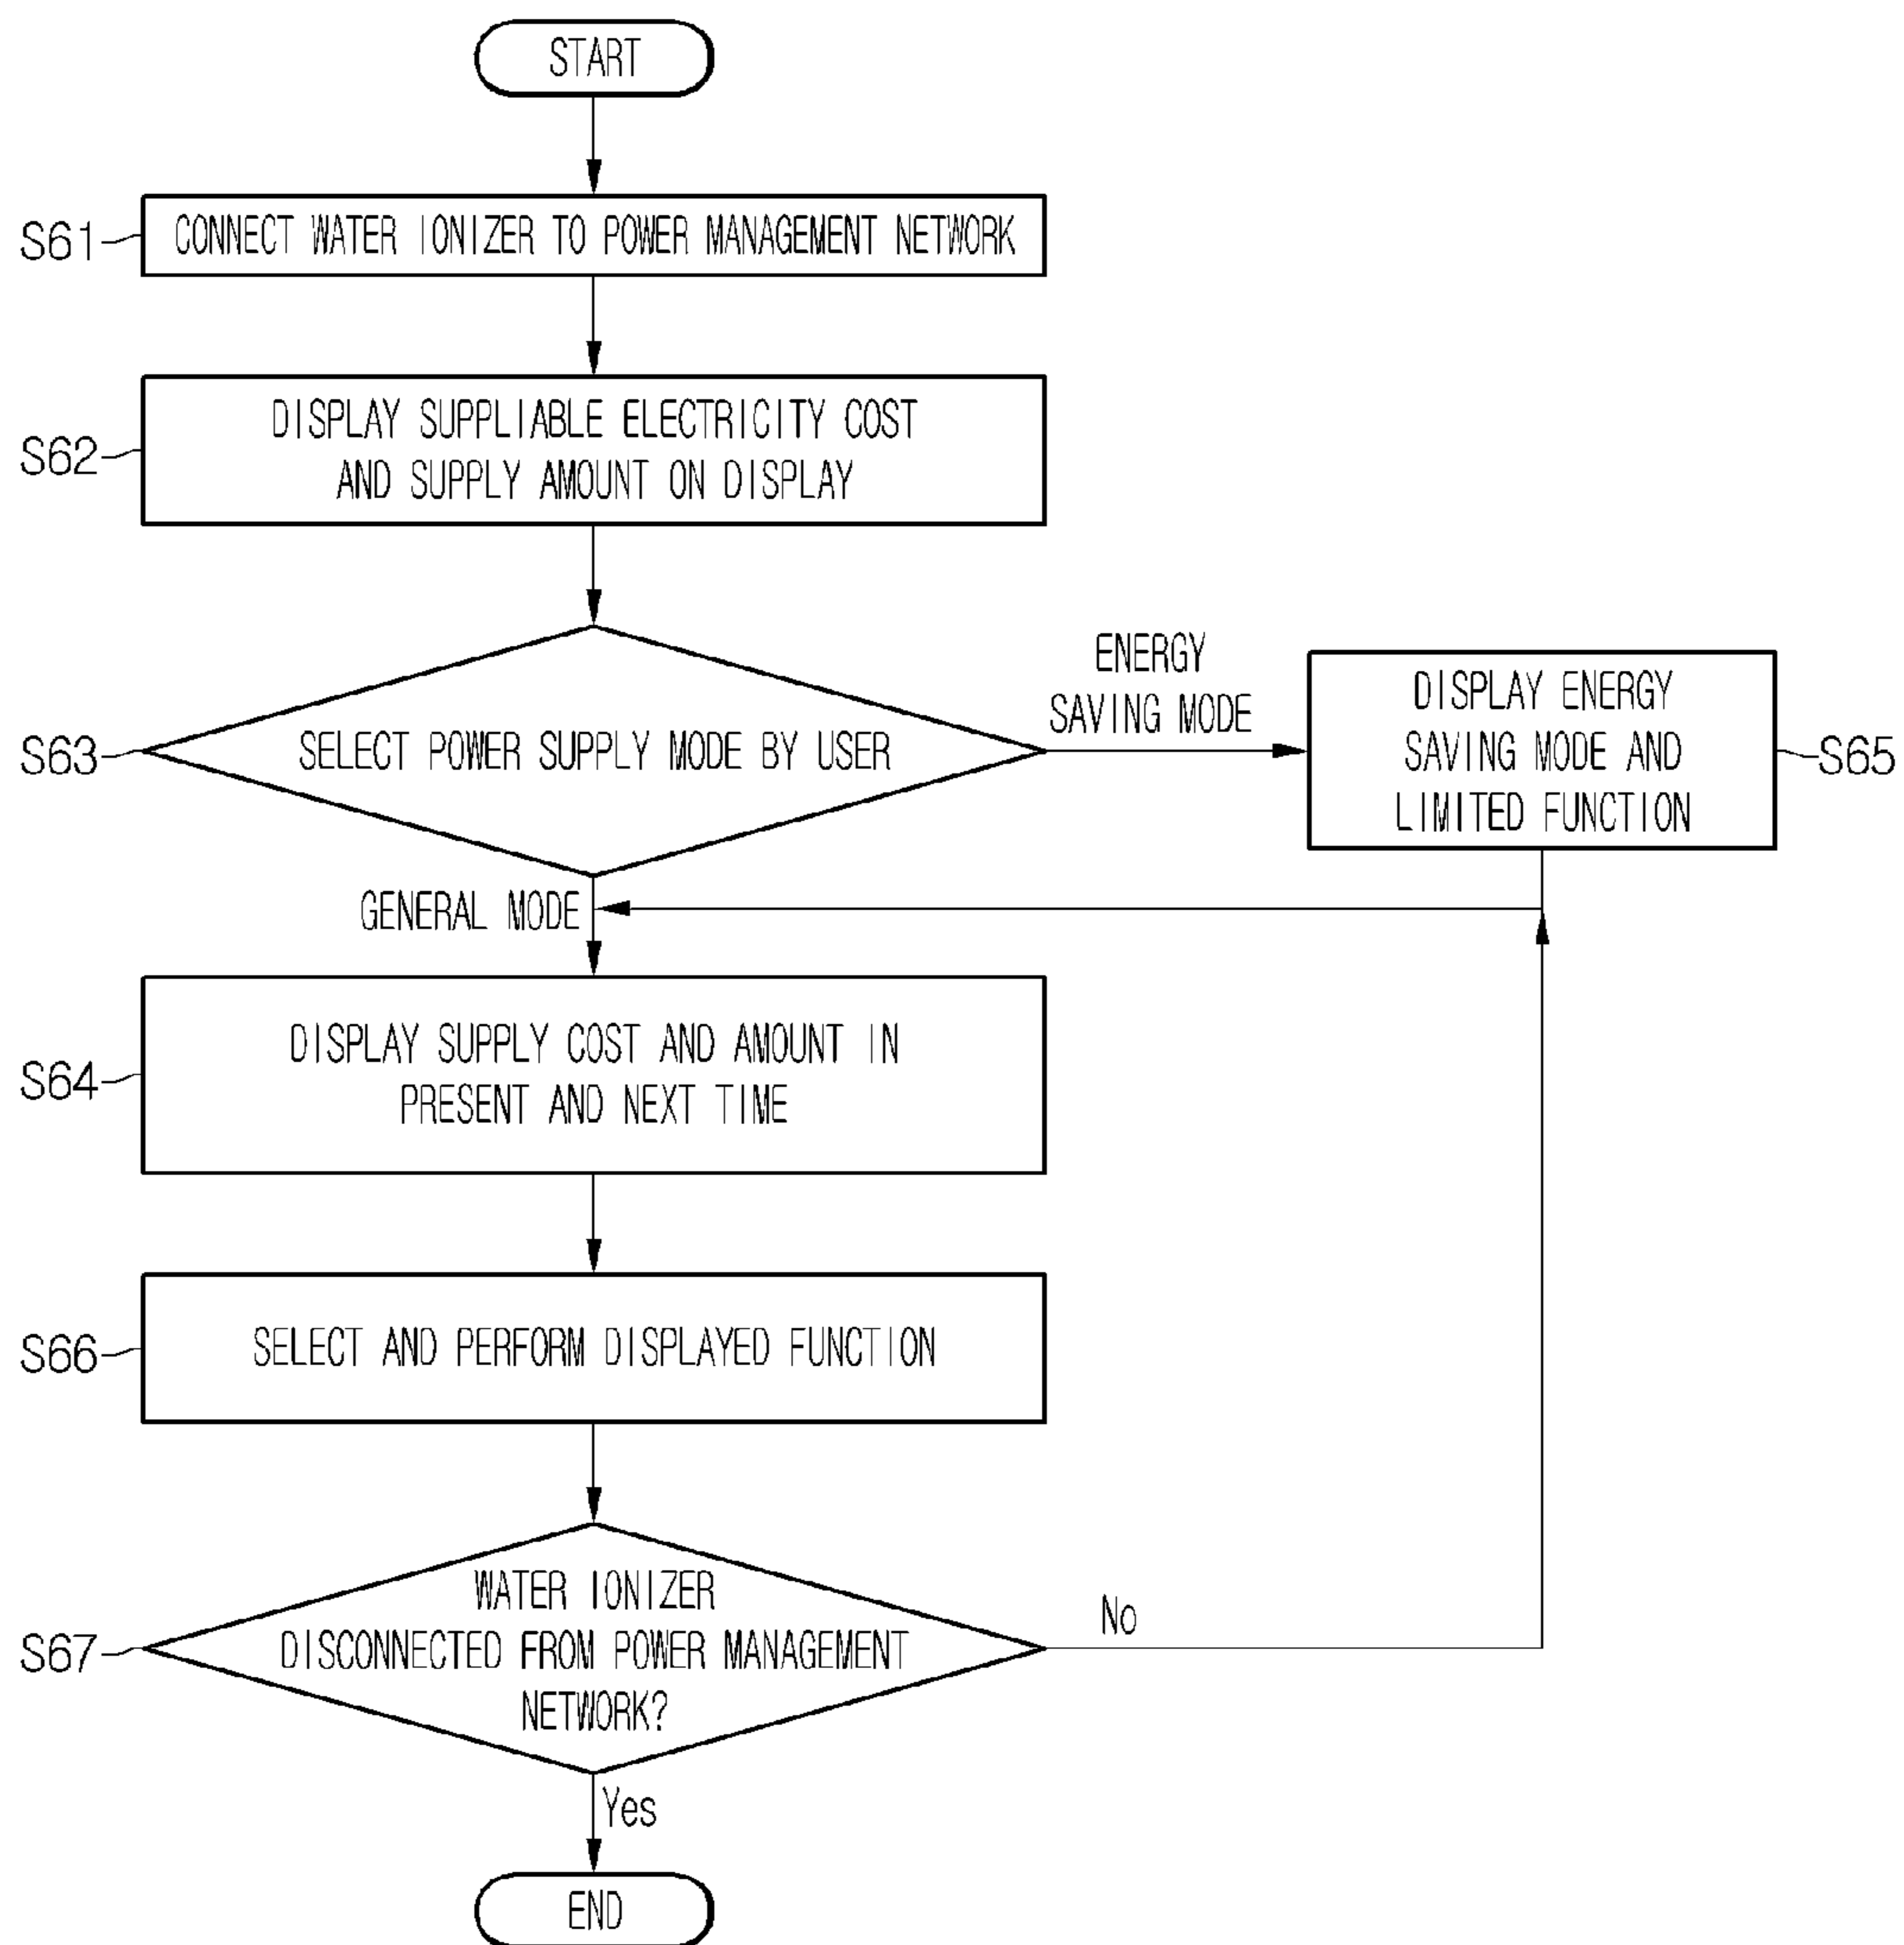 START
S61
CONNECT WATER IONIZER TO POWER MANAGEMENT NETWORK
S62
DISPLAY SUPPLIABLE ELECTRICITY COST
AND SUPPLY AMOUNT ON DISPLAY
S63
SELECT POWER SUPPLY MODE BY USER
ENERGY
SAVING MODE
DISPLAY ENERGY
SAVING MODE AND
LIMITED FUNCTION
S65
GENERAL MODE
S64
DISPLAY SUPPLY COST AND AMOUNT IN
PRESENT AND NEXT TIME
S66
SELECT AND PERFORM DISPLAYED FUNCTION
S67
WATER IONIZER
DISCONNECTED FROM POWER MANAGEMENT
NETWORK?
No
Yes
END